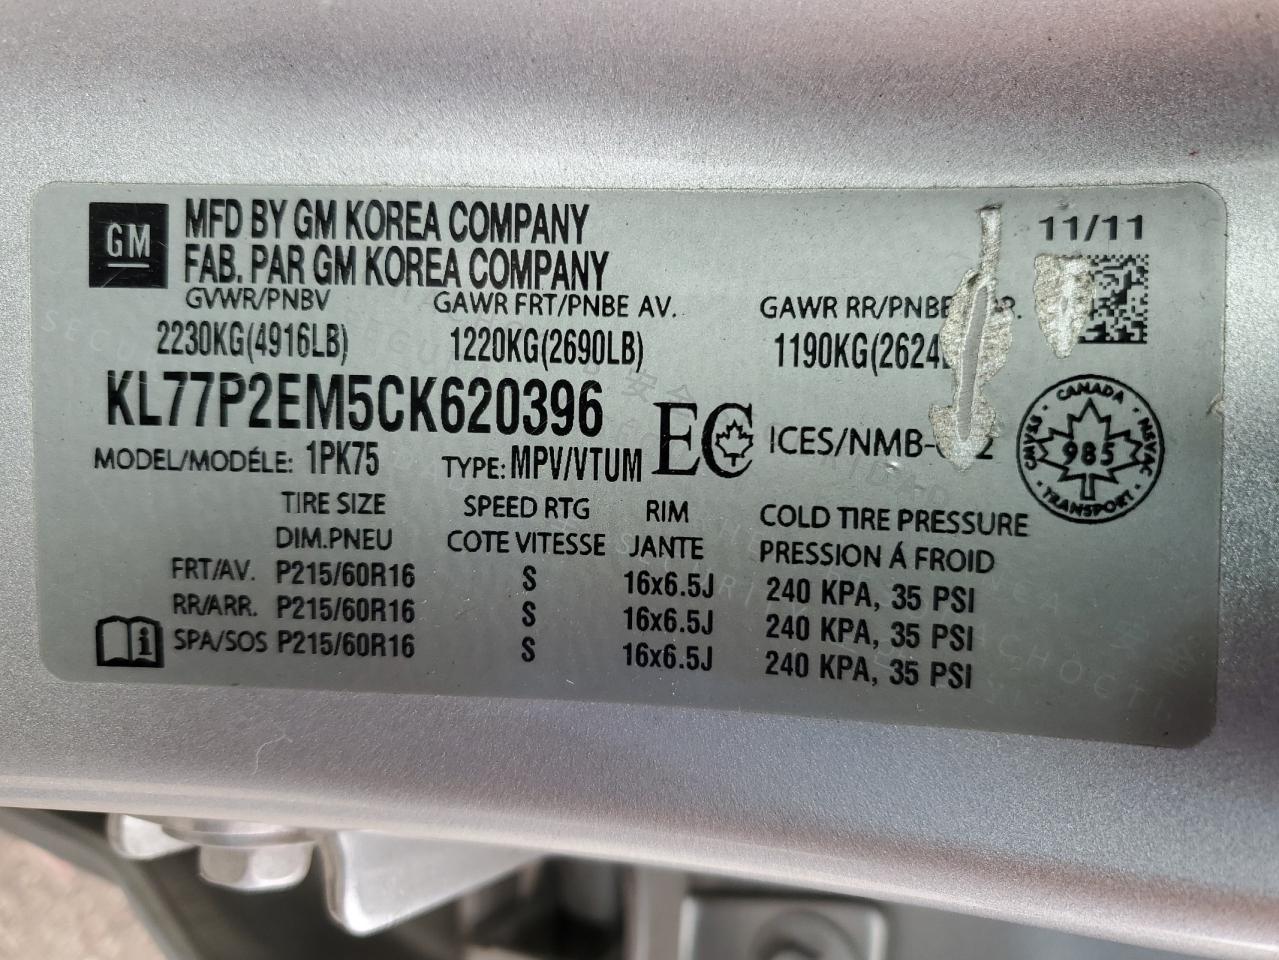 GM MFD BY GM KOREA COMPANY 11/11
FAB. PAR GM KOREA COMPANY
GVWR/PNBV GAWR FRT/PNBE AV. GAWR RR/PNBE
2230KG(4916LB) 1220KG(2690LB) 1190KG(2624
KL77P2EM5CK620396
EC ICES/NMB-
CANADA
CMVSS NSVAC
985
TRANSPORT
MODEL/MODÉLE: 1PK75 TYPE: MPV/VTUM
TIRE SIZE SPEED RTG RIM COLD TIRE PRESSURE
DIM.PNEU COTE VITESSE JANTE PRESSION Á FROID
FRT/AV. P215/60R16 S 16x6.5J 240 KPA, 35 PSI
RR/ARR. P215/60R16 S 16x6.5J 240 KPA, 35 PSI
SPA/SOS P215/60R16 S 16x6.5J 240 KPA, 35 PSI